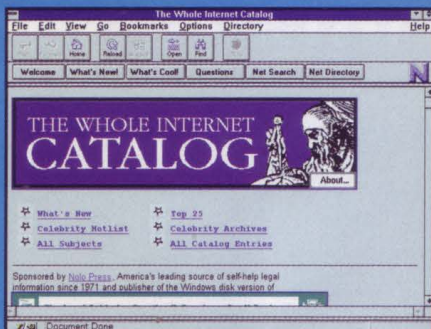 The Whole Internet Catalog
File Edit View Go Bookmarks Options Directory Help
Home Reload Open Find
Welcome What's New! What's Cool! Questions Net Search Net Directory
N
THE WHOLE INTERNET
CATALOG
About...
What's New Top 25
Celebrity Hotlist Celebrity Archives
All Subjects All Catalog Entries
Sponsored by Nolo Press, America's leading source of self-help legal
information since 1971 and publisher of the Windows disk version of
Document Done